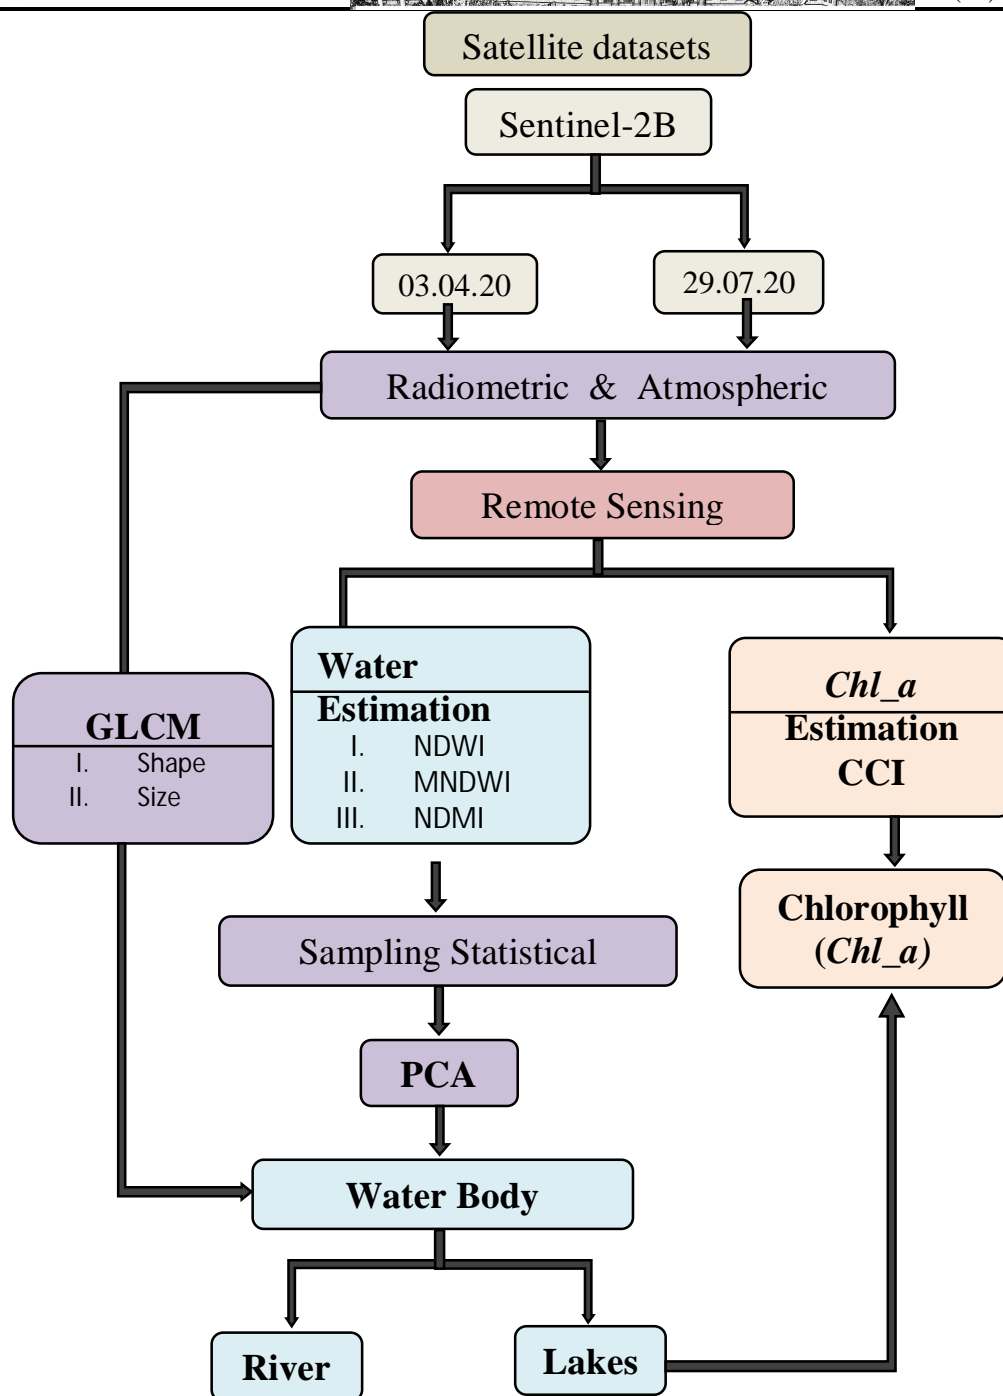 Satellite datasets
Sentinel-2B
03.04.20
29.07.20
Radiometric & Atmospheric
Remote Sensing
Water
Estimation
I. NDWI
II. MNDWI
III. NDMI
Chl_a
Estimation
CCI
GLCM
I. Shape
II. Size
Chlorophyll
(Chl_a)
Sampling Statistical
PCA
Water Body
River
Lakes